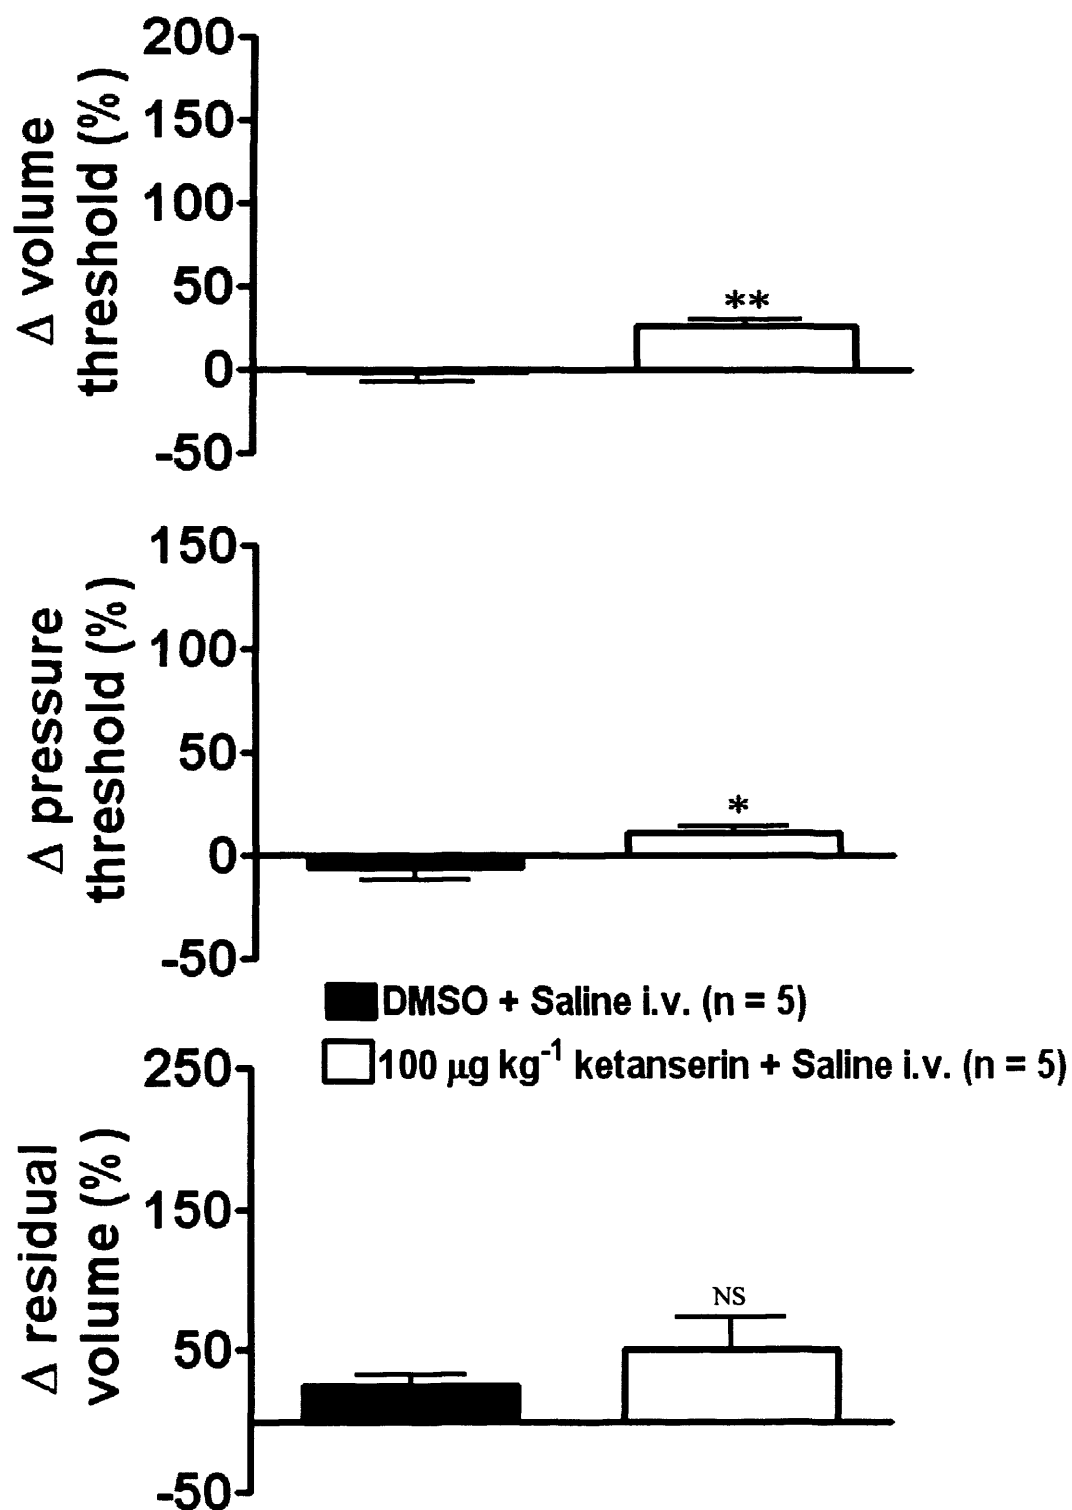 200
150
100
50
0
-50
Δ volume
threshold (%)
**
150
100
50
0
-50
Δ pressure
threshold (%)
*
DMSO + Saline i.v. (n = 5)
100 μg kg⁻¹ ketanserin + Saline i.v. (n = 5)
250
150
50
-50
Δ residual
volume (%)
NS